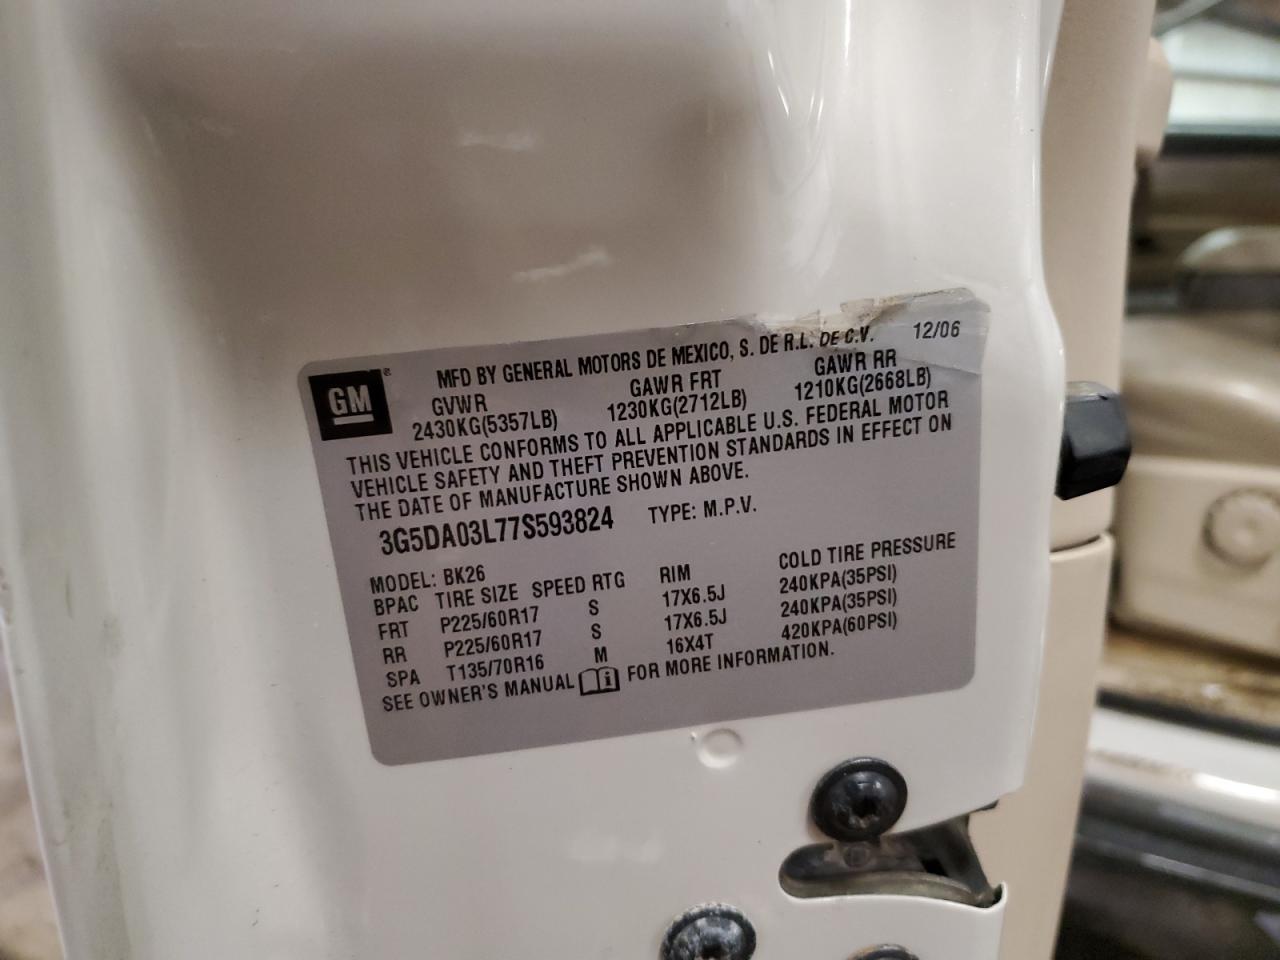 GM
MFD BY GENERAL MOTORS DE MEXICO, S. DE R.L. DE C.V. 12/06
GVWR GAWR FRT GAWR RR
2430KG(5357LB) 1230KG(2712LB) 1210KG(2668LB)
THIS VEHICLE CONFORMS TO ALL APPLICABLE U.S. FEDERAL MOTOR
VEHICLE SAFETY AND THEFT PREVENTION STANDARDS IN EFFECT ON
THE DATE OF MANUFACTURE SHOWN ABOVE.
3G5DA03L77S593824 TYPE: M.P.V.
MODEL: BK26
BPAC TIRE SIZE SPEED RTG RIM COLD TIRE PRESSURE
FRT P225/60R17 S 17X6.5J 240KPA(35PSI)
RR P225/60R17 S 17X6.5J 240KPA(35PSI)
SPA T135/70R16 M 16X4T 420KPA(60PSI)
SEE OWNER'S MANUAL FOR MORE INFORMATION.